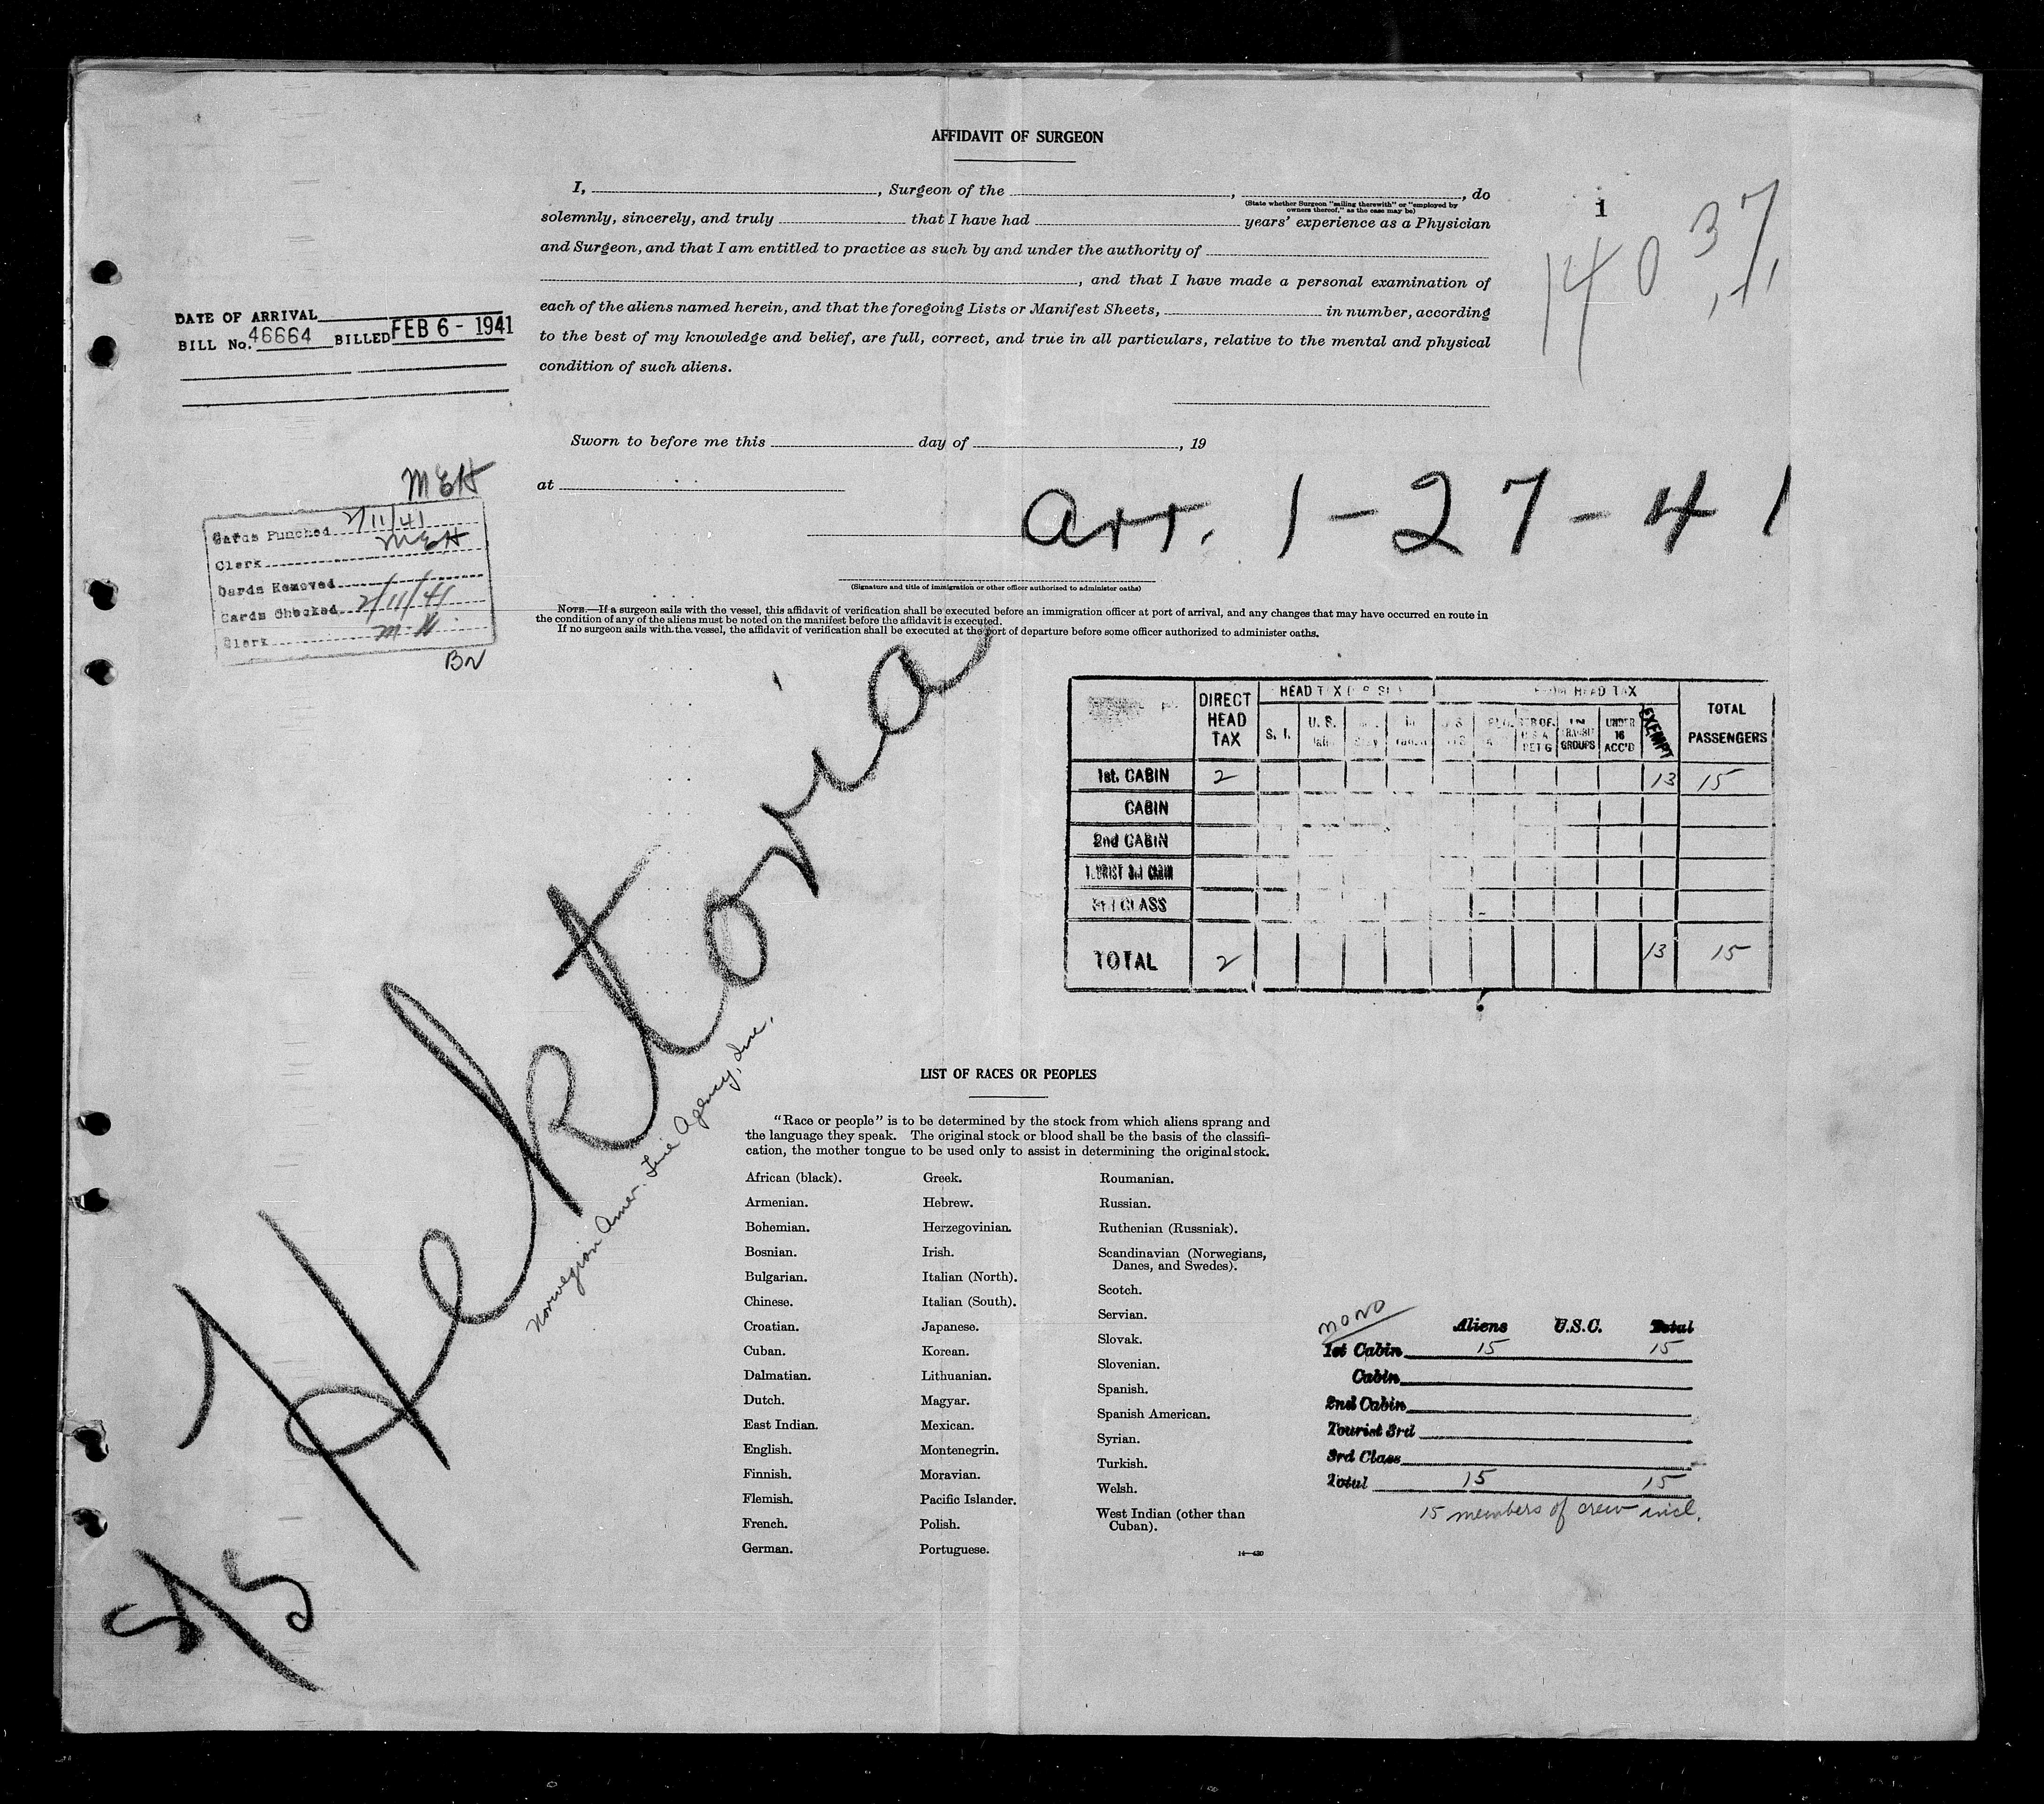 AFFIDAVIT OF SURGEON
I, , Surgeon of the , , do
(State whether Surgeon "sailing therewith" or "employed by
owners thereof," as the case may be)
solemnly, sincerely, and truly that I have had years' experience as a Physician
and Surgeon, and that I am entitled to practice as such by and under the authority of
, and that I have made a personal examination of
each of the aliens named herein, and that the foregoing Lists or Manifest Sheets, in number, according
to the best of my knowledge and belief, are full, correct, and true in all particulars, relative to the mental and physical
condition of such aliens.
1
14037
DATE OF ARRIVAL
BILL No. 46664 BILLED FEB 6 - 1941
Sworn to before me this day of , 19
at
arr. 1-27-41
(Signature and title of immigration or other officer authorized to administer oaths)
MEH
Cards Punched 2/11/41
Clerk MEH
Cards Removed
Cards Checked 2/11/41
Clerk M-H
BN
NOTE.—If a surgeon sails with the vessel, this affidavit of verification shall be executed before an immigration officer at port of arrival, and any changes that may have occurred en route in
the condition of any of the aliens must be noted on the manifest before the affidavit is executed.
If no surgeon sails with the vessel, the affidavit of verification shall be executed at the port of departure before some officer authorized to administer oaths.
S/S Hektoria
Norwegian Amer. Line Agency, Inc.
DIRECT HEAD TAX
HEAD TAX
HEAD TAX
TOTAL PASSENGERS
S. I.
U. S.
IN TRANSIT GROUPS
UNDER 16 ACC'D
EXEMPT
1st. CABIN 2 13 15
CABIN
2nd CABIN
TOURIST 3rd CABIN
3rd CLASS
TOTAL 2 13 15
LIST OF RACES OR PEOPLES
"Race or people" is to be determined by the stock from which aliens sprang and
the language they speak. The original stock or blood shall be the basis of the classifi-
cation, the mother tongue to be used only to assist in determining the original stock.
African (black).
Armenian.
Bohemian.
Bosnian.
Bulgarian.
Chinese.
Croatian.
Cuban.
Dalmatian.
Dutch.
East Indian.
English.
Finnish.
Flemish.
French.
German.
Greek.
Hebrew.
Herzegovinian.
Irish.
Italian (North).
Italian (South).
Japanese.
Korean.
Lithuanian.
Magyar.
Mexican.
Montenegrin.
Moravian.
Pacific Islander.
Polish.
Portuguese.
Roumanian.
Russian.
Ruthenian (Russniak).
Scandinavian (Norwegians,
Danes, and Swedes).
Scotch.
Servian.
Slovak.
Slovenian.
Spanish.
Spanish American.
Syrian.
Turkish.
Welsh.
West Indian (other than
Cuban).
14—420
MONO
Aliens U.S.C. Total
1st Cabin 15 15
Cabin
2nd Cabin
Tourist 3rd
3rd Class
Total 15 15
15 members of crew incl.